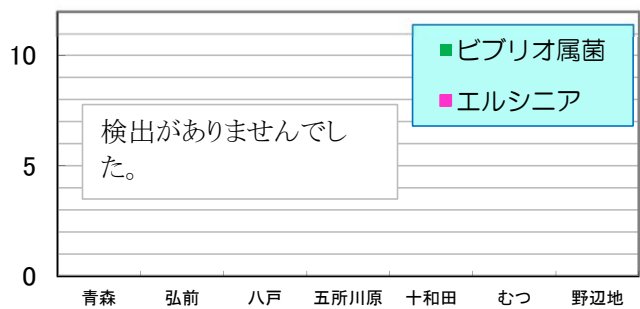 10
ビブリオ属菌
エルシニア
検出がありませんでし
た。
5
0
青森 弘前 八戸 五所川原 十和田 むつ 野辺地